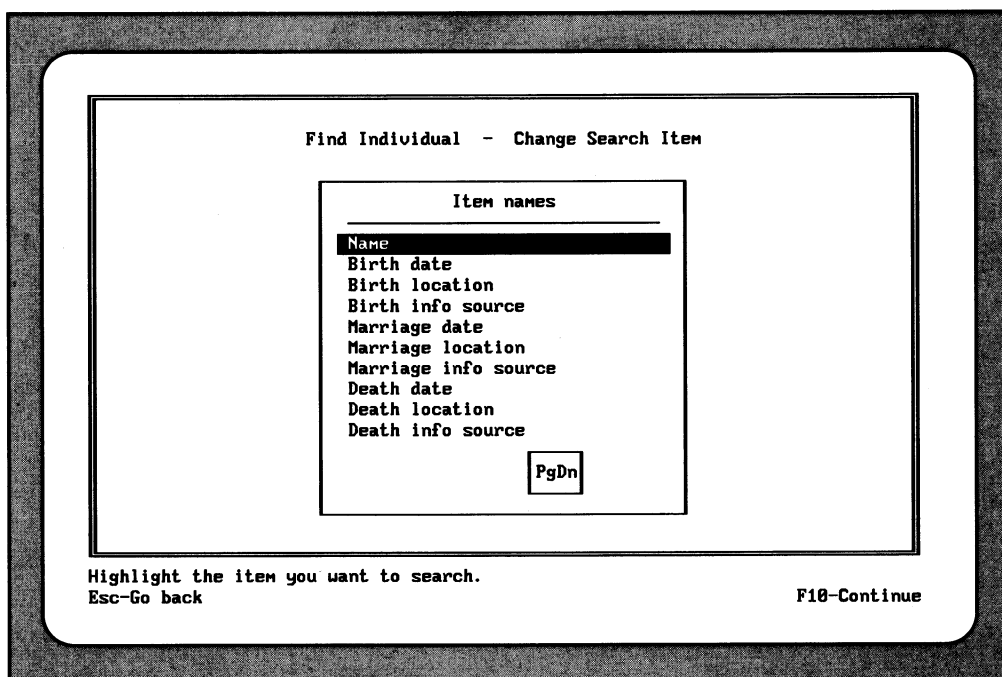 Find Individual - Change Search Item
Item names
Name
Birth date
Birth location
Birth info source
Marriage date
Marriage location
Marriage info source
Death date
Death location
Death info source
PgDn
Highlight the item you want to search.
Esc-Go back F10-Continue